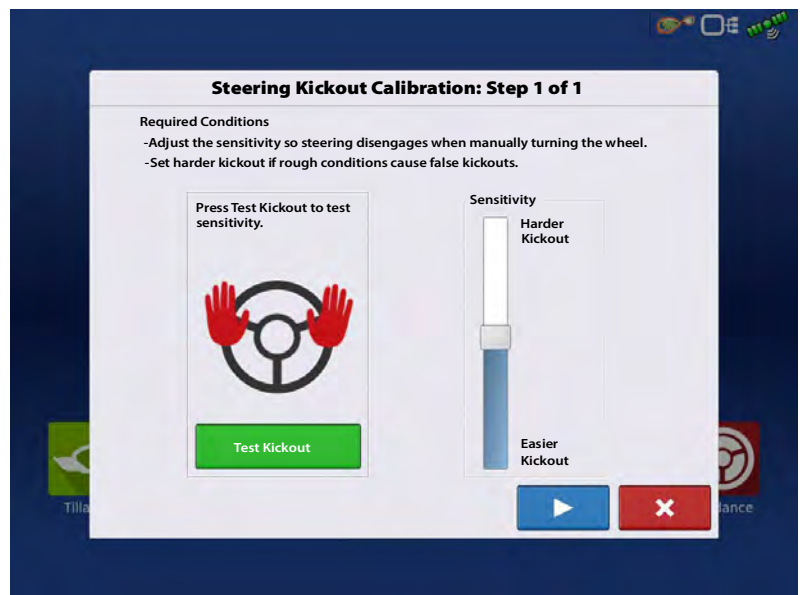 Steering Kickout Calibration: Step 1 of 1
Required Conditions
-Adjust the sensitivity so steering disengages when manually turning the wheel.
-Set harder kickout if rough conditions cause false kickouts.
Press Test Kickout to test
sensitivity.
Test Kickout
Sensitivity
Harder
Kickout
Easier
Kickout
Tilla
dance